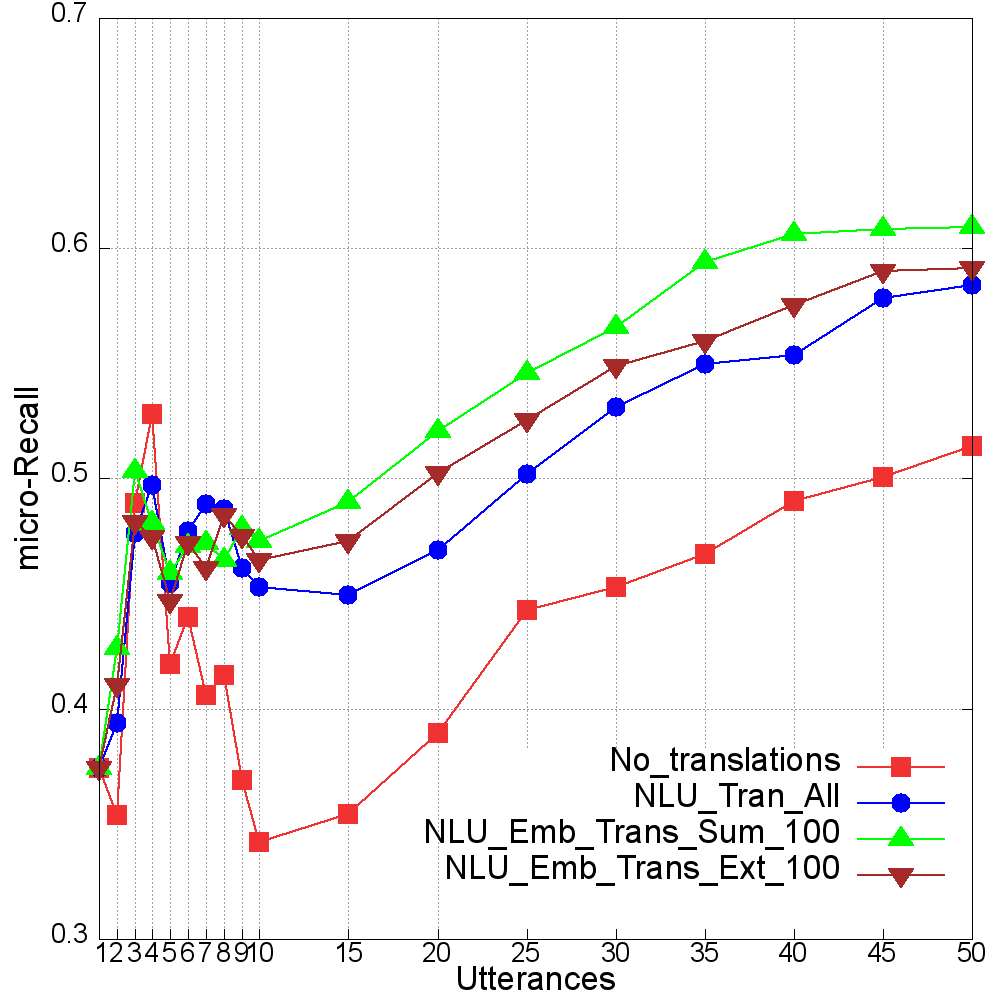 0.7
0.6
0.5
0.4
0.3
micro-Recall
No_translations
NLU_Tran_All
NLU_Emb_Trans_Sum_100
NLU_Emb_Trans_Ext_100
1 2 3 4 5 6 7 8 9 10 15 20 25 30 35 40 45 50
Utterances